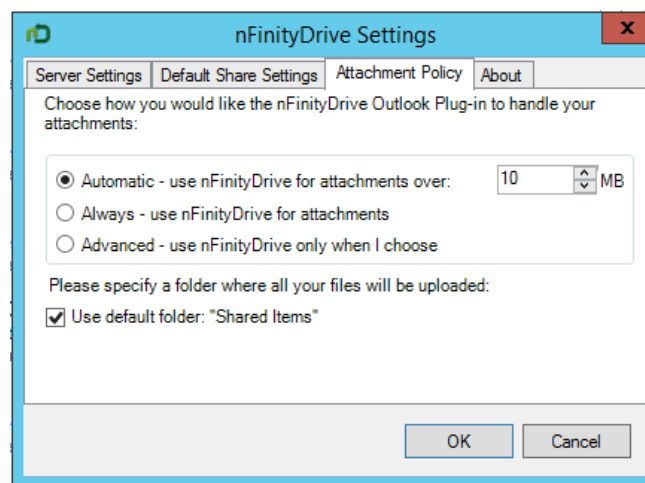 nFinityDrive Settings
x
Server Settings Default Share Settings Attachment Policy About
Choose how you would like the nFinityDrive Outlook Plug-in to handle your
attachments:
Automatic - use nFinityDrive for attachments over: 10 MB
Always - use nFinityDrive for attachments
Advanced - use nFinityDrive only when I choose
Please specify a folder where all your files will be uploaded:
Use default folder: "Shared Items"
OK Cancel